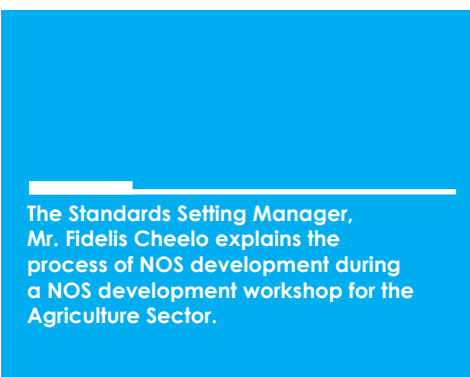 The Standards Setting Manager,
Mr. Fidelis Cheelo explains the
process of NOS development during
a NOS development workshop for the
Agriculture Sector.